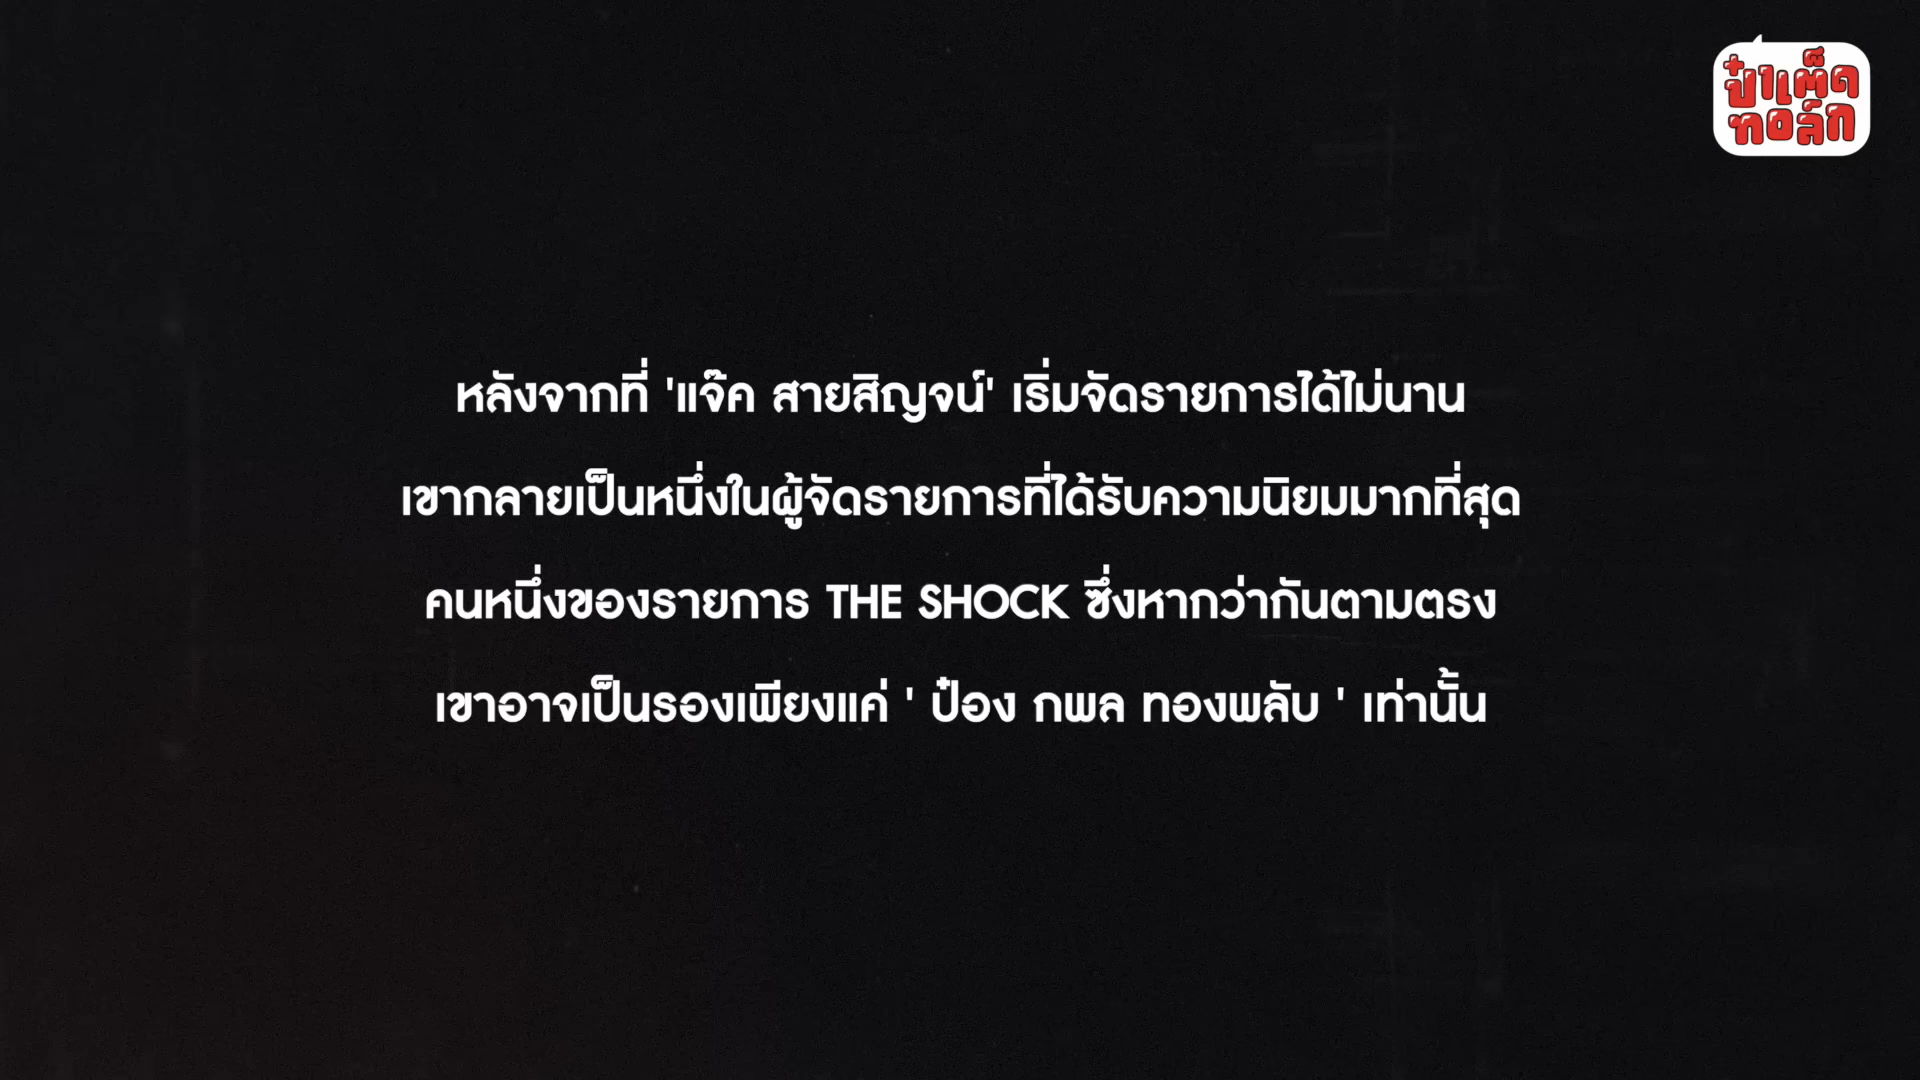 ป๋าเต็ด
ทอล์ก
หลังจากที่ 'แจ๊ค สายสิญจน์' เริ่มจัดรายการได้ไม่นาน
เขากลายเป็นหนึ่งในผู้จัดรายการที่ได้รับความนิยมมากที่สุด
คนหนึ่งของรายการ THE SHOCK ซึ่งหากว่ากันตามตรง
เขาอาจเป็นรองเพียงแค่ ' ป๋อง กพล ทองพลับ ' เท่านั้น